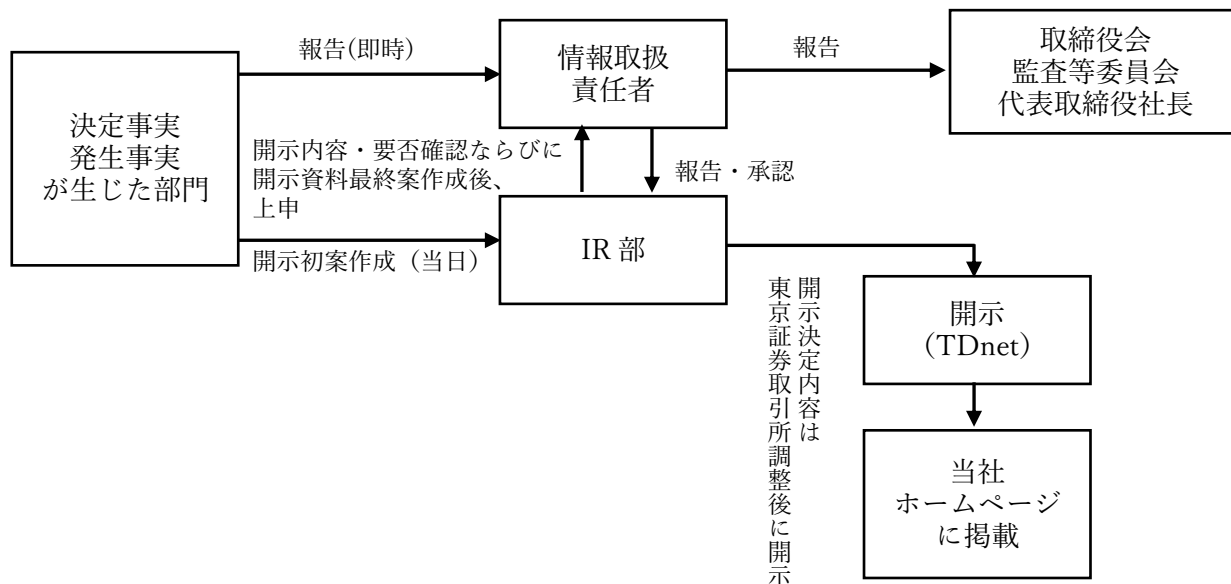 報告(即時)
情報取扱
責任者
報告
取締役会
監査等委員会
代表取締役社長
決定事実
発生事実
が生じた部門
開示内容・要否確認ならびに
開示資料最終案作成後、
上申
報告・承認
開示初案作成（当日）
IR 部
開示決定内容は
東京証券取引所調整後に開示
開示
(TDnet)
当社
ホームページ
に掲載